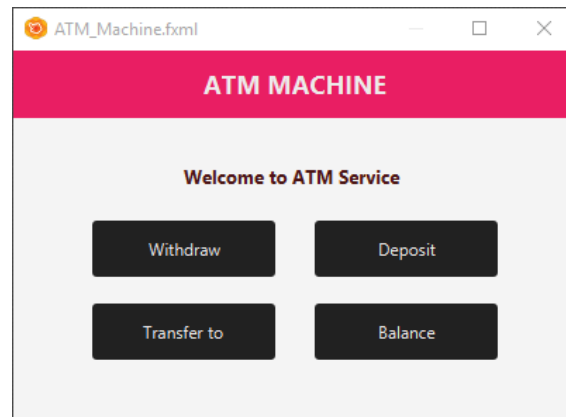 ATM_Machine.fxml
ATM MACHINE
Welcome to ATM Service
Withdraw
Deposit
Transfer to
Balance